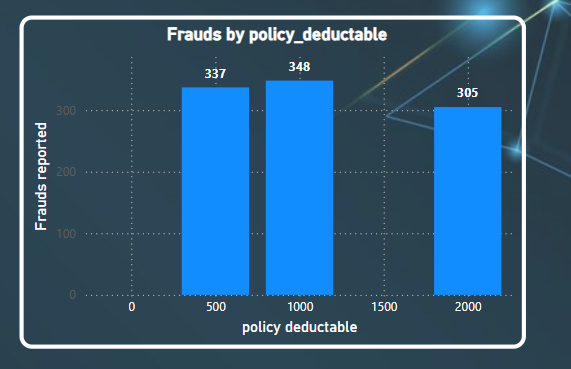 Frauds by policy_deductable
337
348
305
Frauds reported
300
200
100
0
0 500 1000 1500 2000
policy deductable